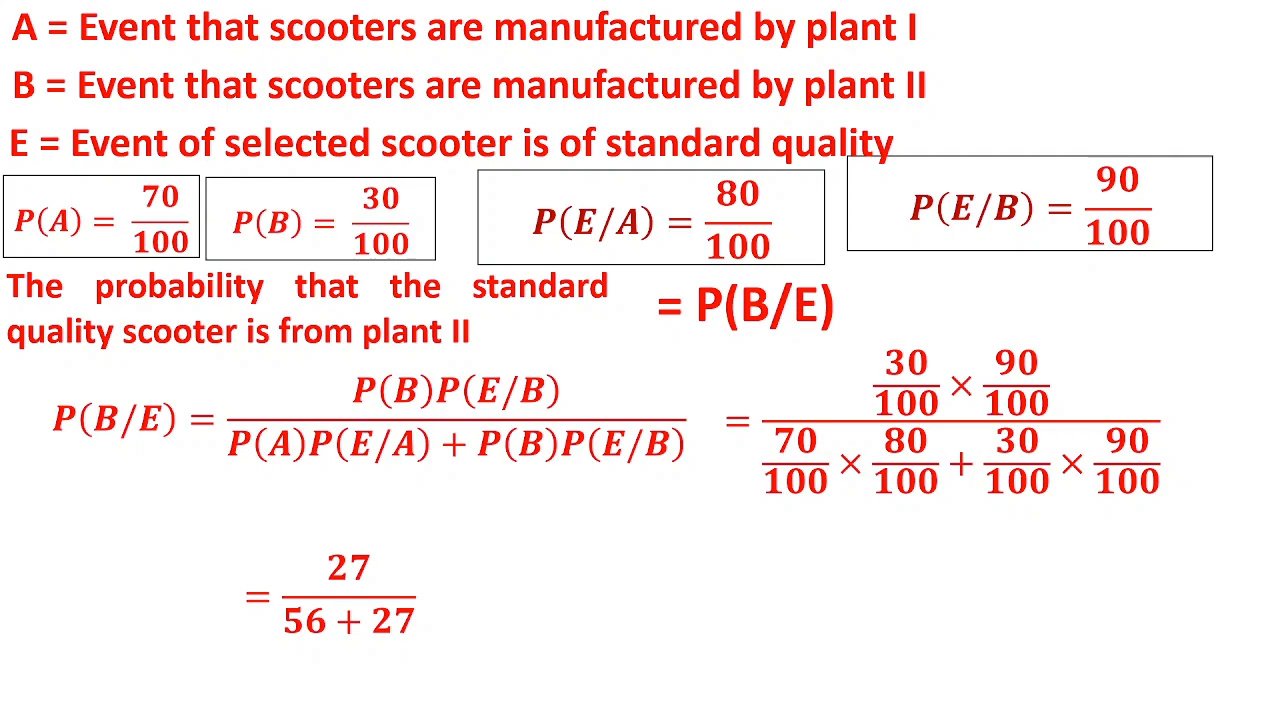 A = Event that scooters are manufactured by plant I
B = Event that scooters are manufactured by plant II
E = Event of selected scooter is of standard quality
P(A) = 70/100
P(B) = 30/100
P(E/A) = 80/100
P(E/B) = 90/100
The probability that the standard
quality scooter is from plant II
= P(B/E)
P(B/E) = P(B)P(E/B) / P(A)P(E/A) + P(B)P(E/B)
= 30/100 × 90/100 / 70/100 × 80/100 + 30/100 × 90/100
= 27 / 56 + 27